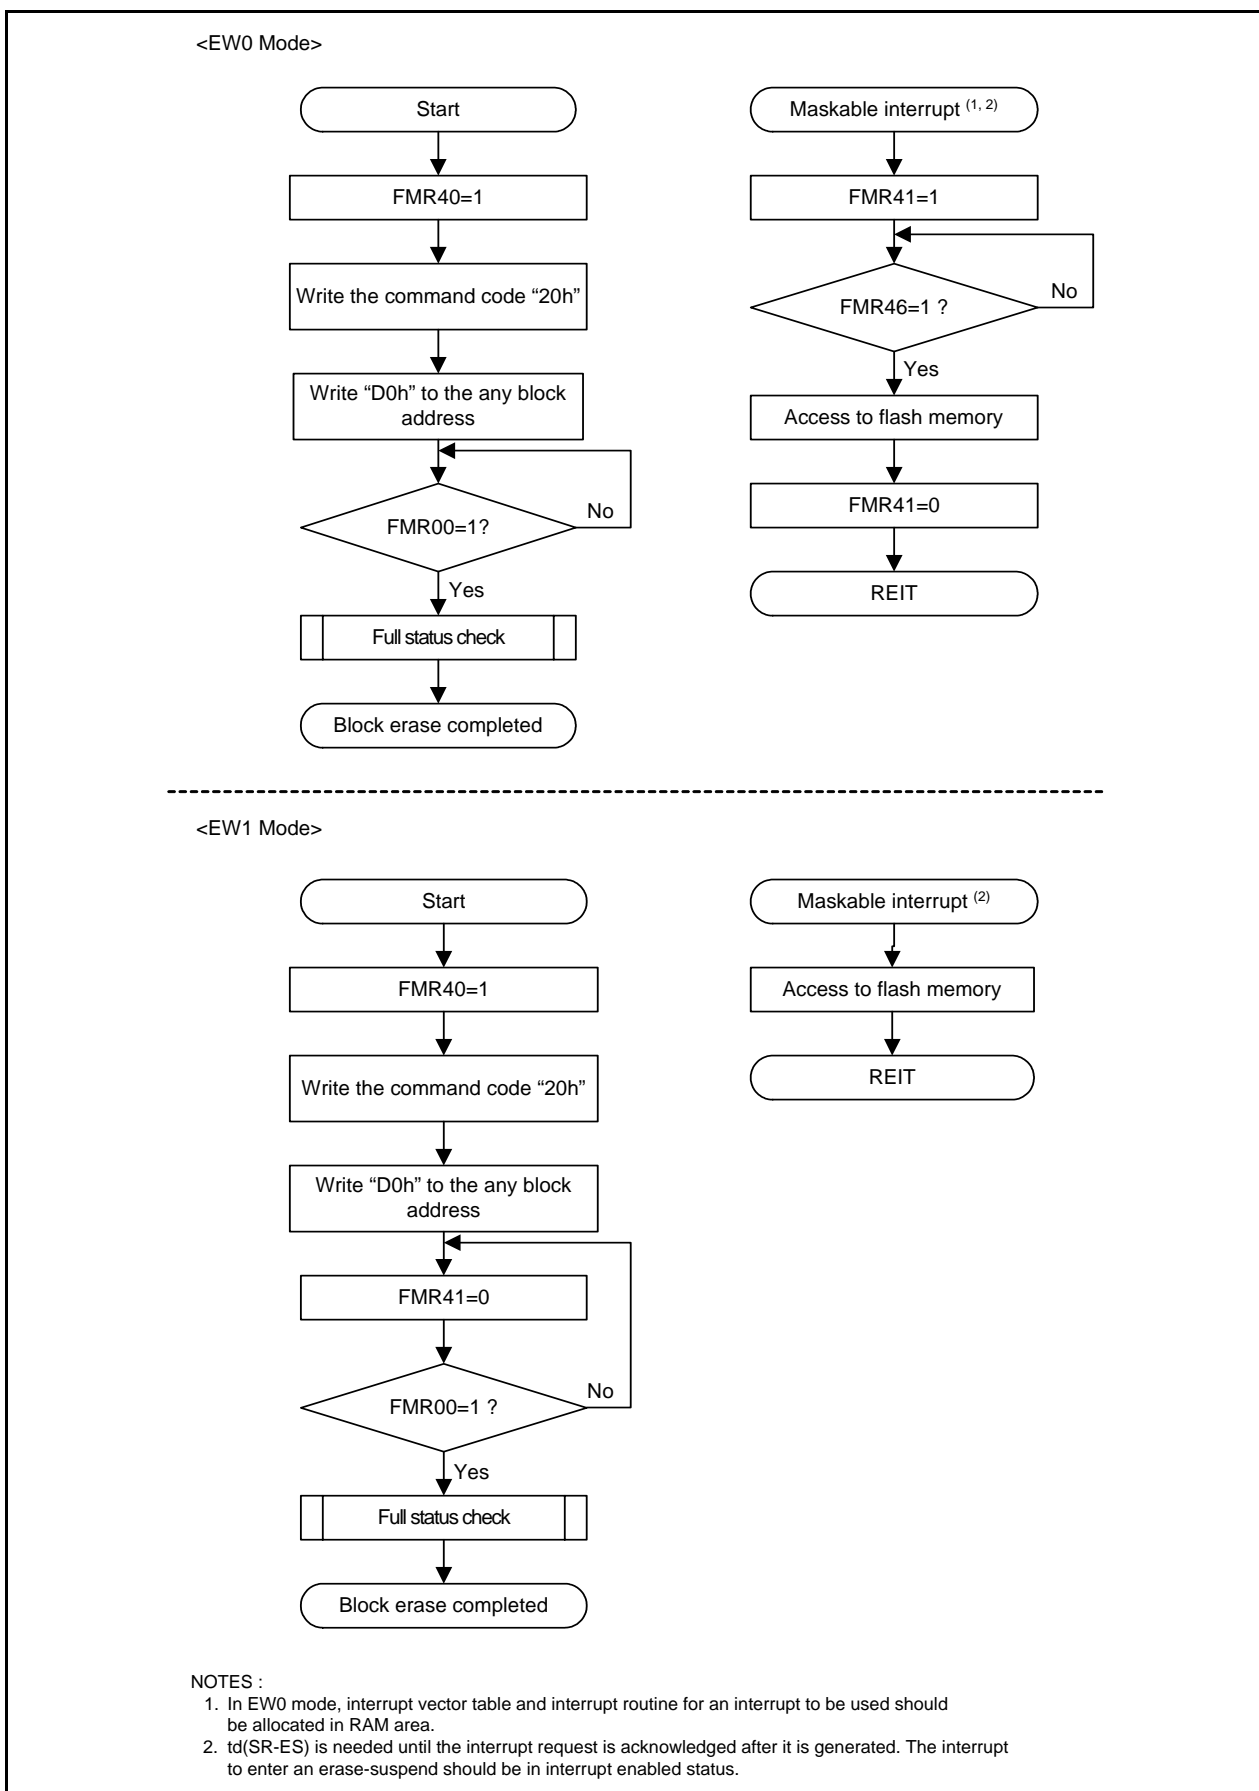 <EW0 Mode>
Start
FMR40=1
Write the command code “20h”
Write “D0h” to the any block
address
FMR00=1?
No
Yes
Full status check
Block erase completed
Maskable interrupt (1, 2)
FMR41=1
FMR46=1 ?
No
Yes
Access to flash memory
FMR41=0
REIT
<EW1 Mode>
Start
FMR40=1
Write the command code “20h”
Write “D0h” to the any block
address
FMR41=0
FMR00=1 ?
No
Yes
Full status check
Block erase completed
Maskable interrupt (2)
Access to flash memory
REIT
NOTES :
1. In EW0 mode, interrupt vector table and interrupt routine for an interrupt to be used should
be allocated in RAM area.
2. td(SR-ES) is needed until the interrupt request is acknowledged after it is generated. The interrupt
to enter an erase-suspend should be in interrupt enabled status.